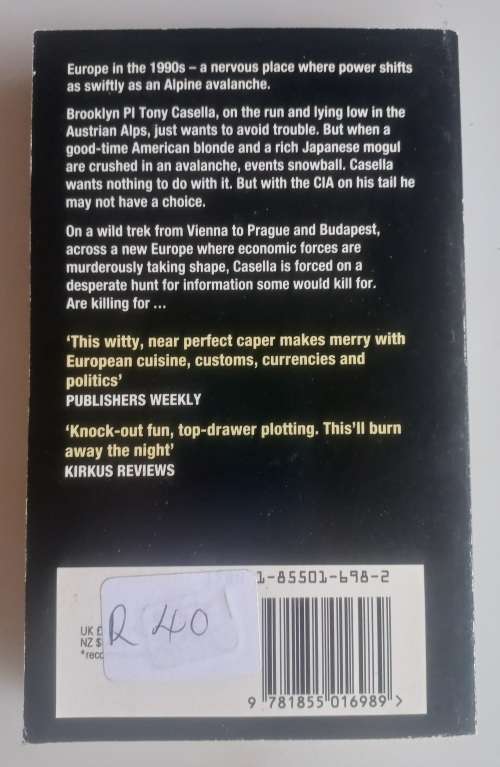 Europe in the 1990s – a nervous place where power shifts
as swiftly as an Alpine avalanche.
Brooklyn PI Tony Casella, on the run and lying low in the
Austrian Alps, just wants to avoid trouble. But when a
good-time American blonde and a rich Japanese mogul
are crushed in an avalanche, events snowball. Casella
wants nothing to do with it. But with the CIA on his tail he
may not have a choice.
On a wild trek from Vienna to Prague and Budapest,
across a new Europe where economic forces are
murderously taking shape, Casella is forced on a
desperate hunt for information some would kill for.
Are killing for ...
‘This witty, near perfect caper makes merry with
European cuisine, customs, currencies and
politics’
PUBLISHERS WEEKLY
‘Knock-out fun, top-drawer plotting. This’ll burn
away the night’
KIRKUS REVIEWS
1-85501-698-2
UK £
NZ $
R 40
9 781855 016989 >